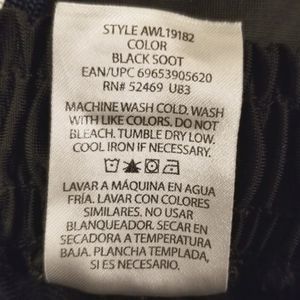 STYLE AWL19182
COLOR
BLACK SOOT
EAN/UPC 69653905620
RN# 52469 UB3
MACHINE WASH COLD. WASH
WITH LIKE COLORS. DO NOT
BLEACH. TUMBLE DRY LOW.
COOL IRON IF NECESSARY.
LAVAR A MÁQUINA EN AGUA
FRÍA. LAVAR CON COLORES
SIMILARES. NO USAR
BLANQUEADOR. SECAR EN
SECADORA A TEMPERATURA
BAJA. PLANCHA TEMPLADA,
SI ES NECESARIO.